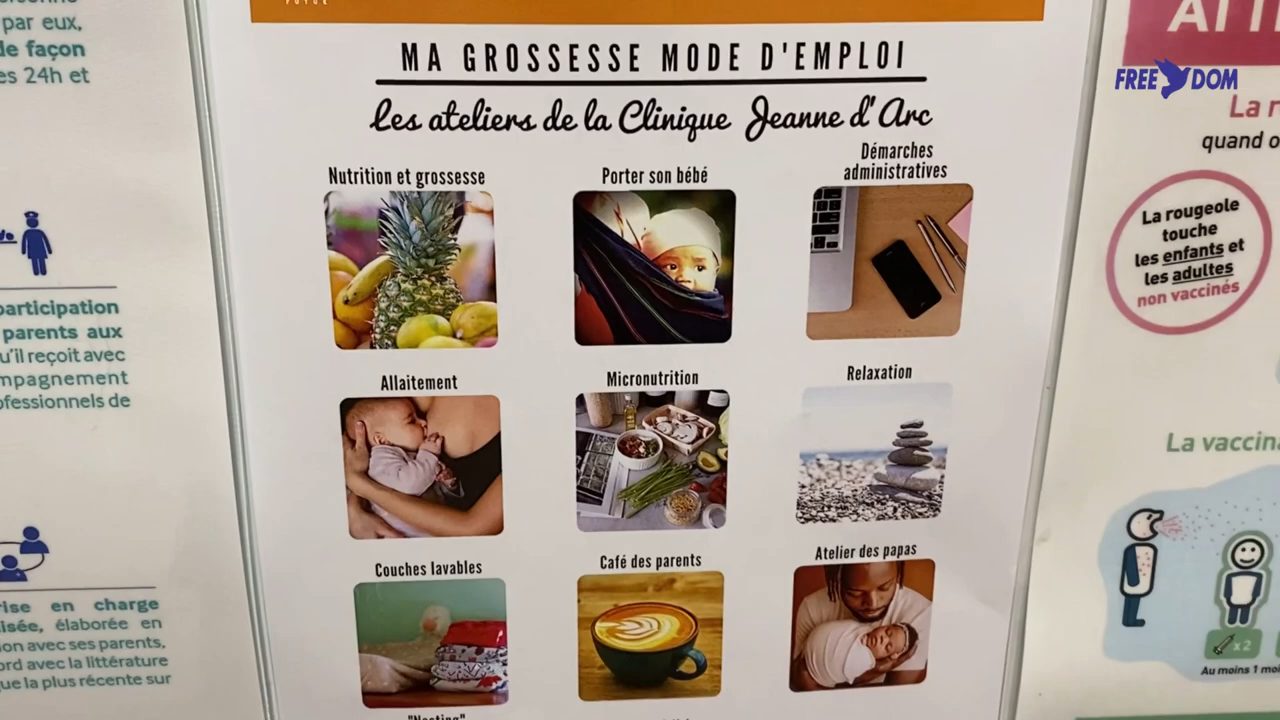 par eux,
de façon
es 24h et
participation
parents aux
u'il reçoit avec
mpagnement
ofessionnels de
rise en charge
isée, élaborée en
ion avec ses parents,
ord avec la littérature
que la plus récente sur
MA GROSSESSE MODE D'EMPLOI
Les ateliers de la Clinique Jeanne d'Arc
Nutrition et grossesse
Porter son bébé
Démarches
administratives
Allaitement
Micronutrition
Relaxation
Couches lavables
Café des parents
Atelier des papas
"Nesting"
FREEDOM
La r
quand o
La rougeole
touche
les enfants et
les adultes
non vaccinés
La vaccina
x2
Au moins 1 moi